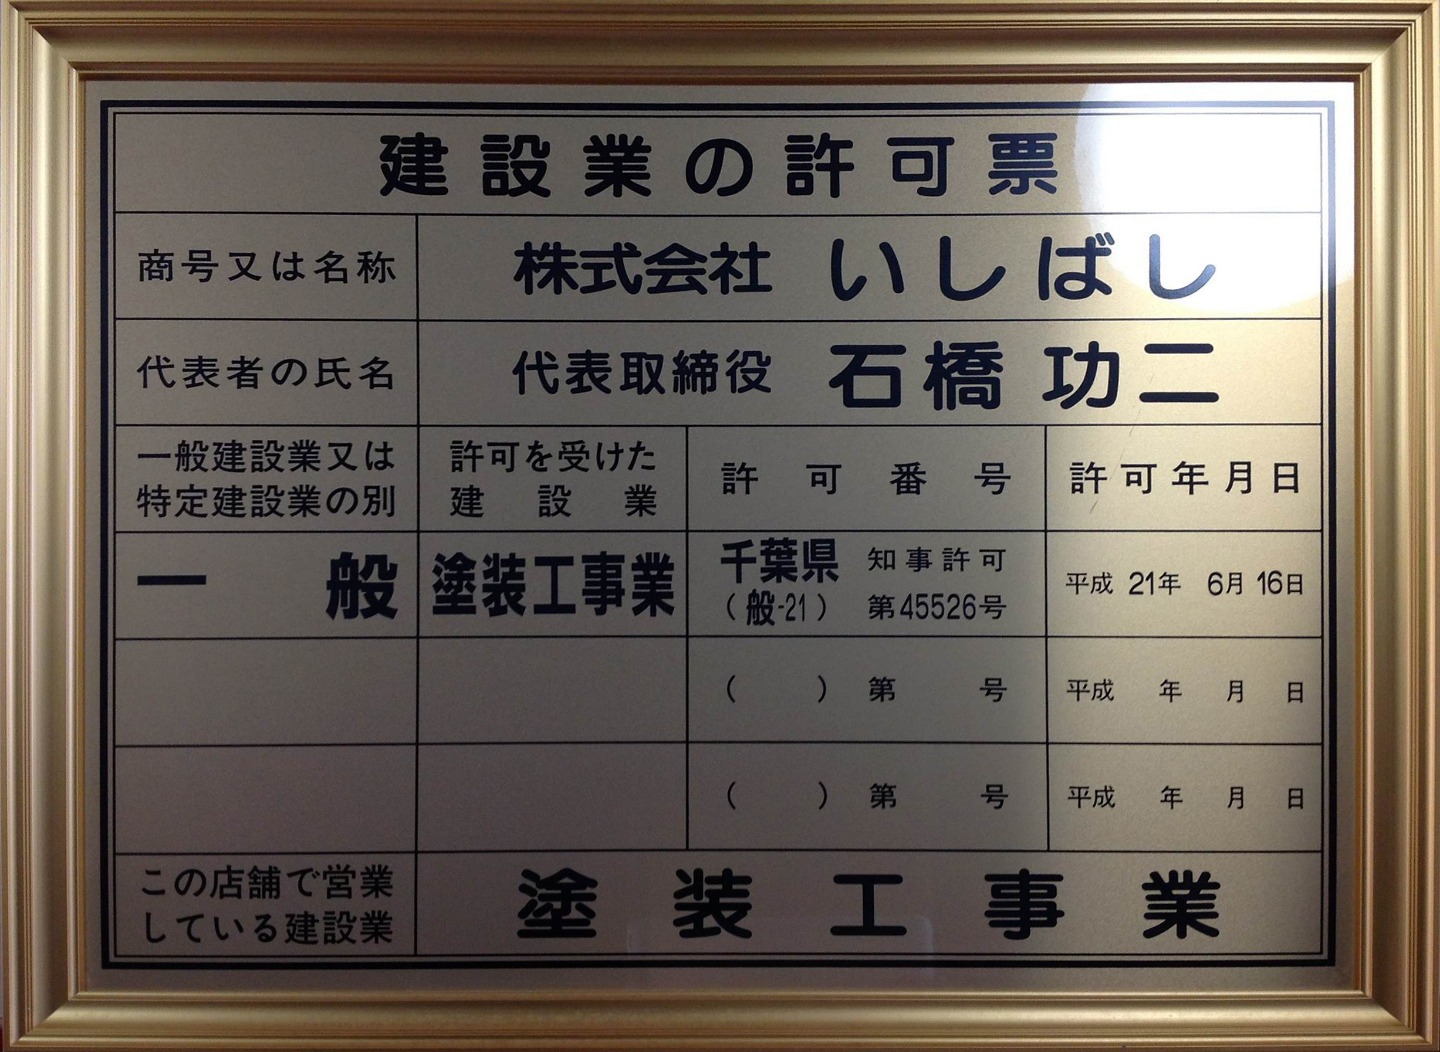 建設業の許可票
商号又は名称 株式会社 いしばし
代表者の氏名 代表取締役 石橋 功二
一般建設業又は
特定建設業の別
許可を受けた
建設業
許可番号
許可年月日
一般
塗装工事業
千葉県 知事許可
(般-21) 第45526号
平成 21年 6月 16日
( ) 第 号
平成 年 月 日
( ) 第 号
平成 年 月 日
この店舗で営業
している建設業
塗装工事業